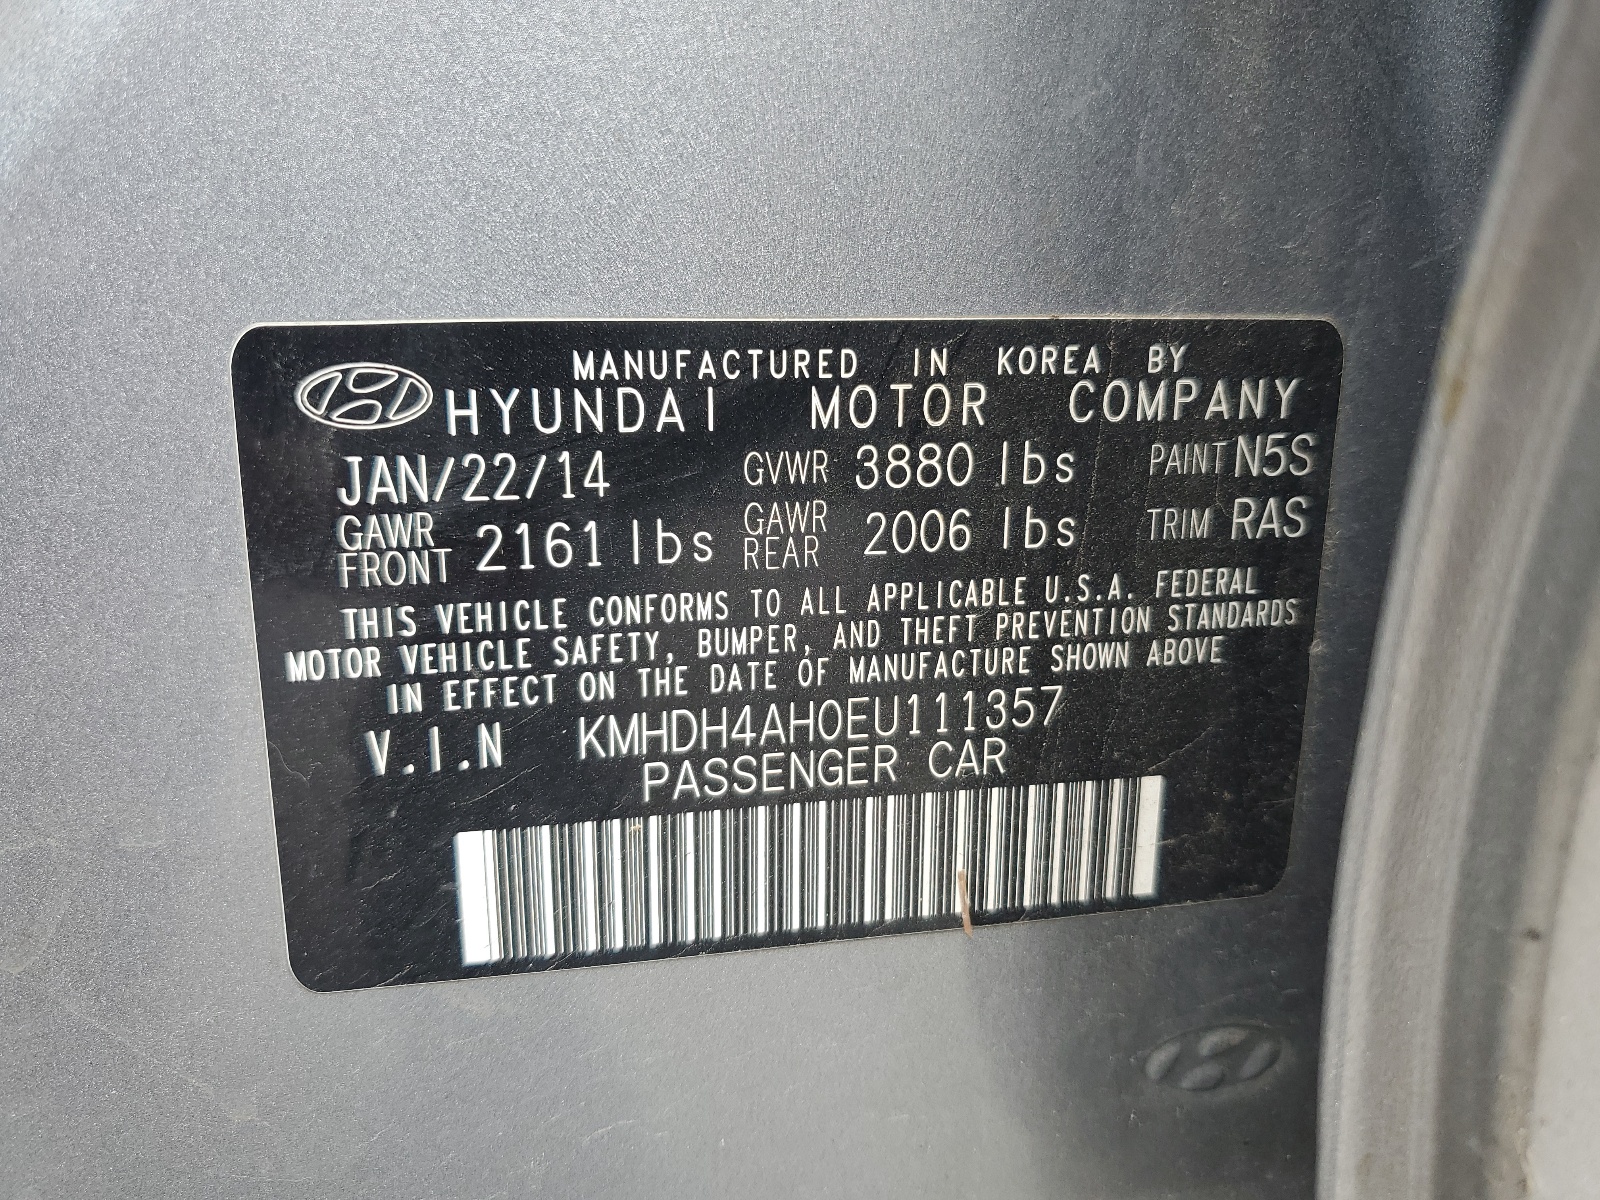 MANUFACTURED IN KOREA BY
HYUNDAI MOTOR COMPANY
JAN/22/14 GVWR 3880 lbs PAINT N5S
GAWR FRONT 2161 lbs GAWR REAR 2006 lbs TRIM RAS
THIS VEHICLE CONFORMS TO ALL APPLICABLE U.S.A. FEDERAL
MOTOR VEHICLE SAFETY, BUMPER, AND THEFT PREVENTION STANDARDS
IN EFFECT ON THE DATE OF MANUFACTURE SHOWN ABOVE
V.I.N KMHDH4AH0EU111357
PASSENGER CAR